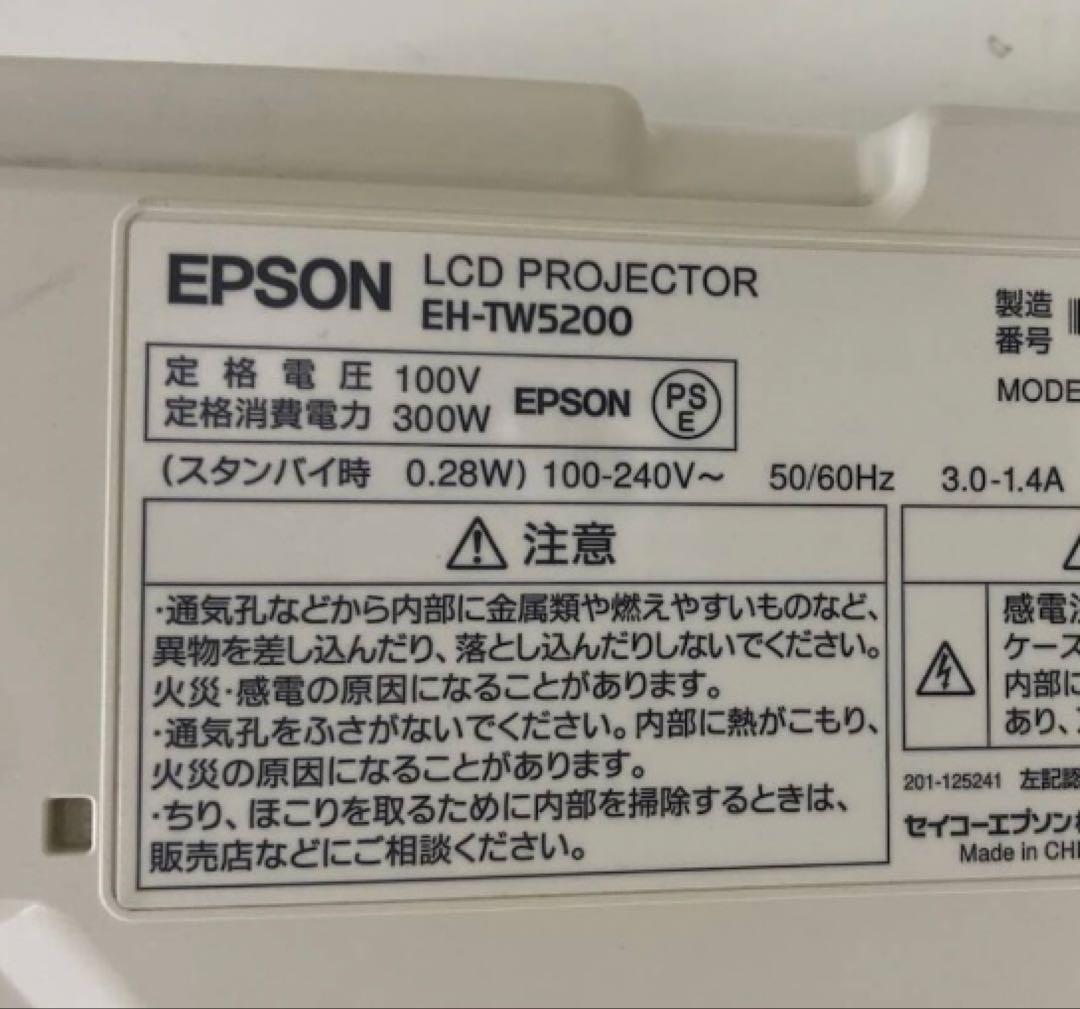 EPSON LCD PROJECTOR
EH-TW5200
製造
番号
定格電圧 100V
定格消費電力 300W
EPSON
PS
E
(スタンバイ時 0.28W) 100-240V～ 50/60Hz 3.0-1.4A
注意
・通気孔などから内部に金属類や燃えやすいものなど、
異物を差し込んだり、落とし込んだりしないでください。
火災・感電の原因になることがあります。
・通気孔をふさがないでください。内部に熱がこもり、
火災の原因になることがあります。
・ちり、ほこりを取るために内部を掃除するときは、
販売店などにご相談ください。
感電
ケース
内部に
あり、
201-125241 左記
セイコーエプソン
Made in